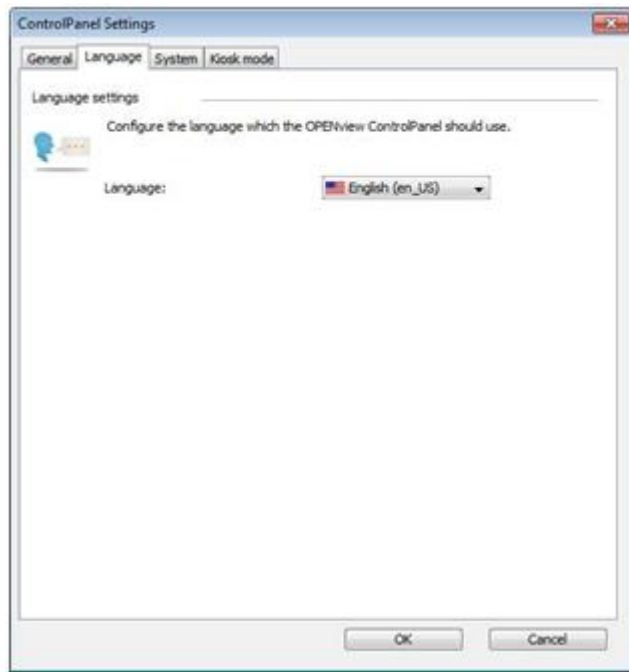 ControlPanel Settings
General Language System Kiosk mode
Language settings
Configure the language which the OPENview ControlPanel should use.
Language: English (en_US)
OK Cancel